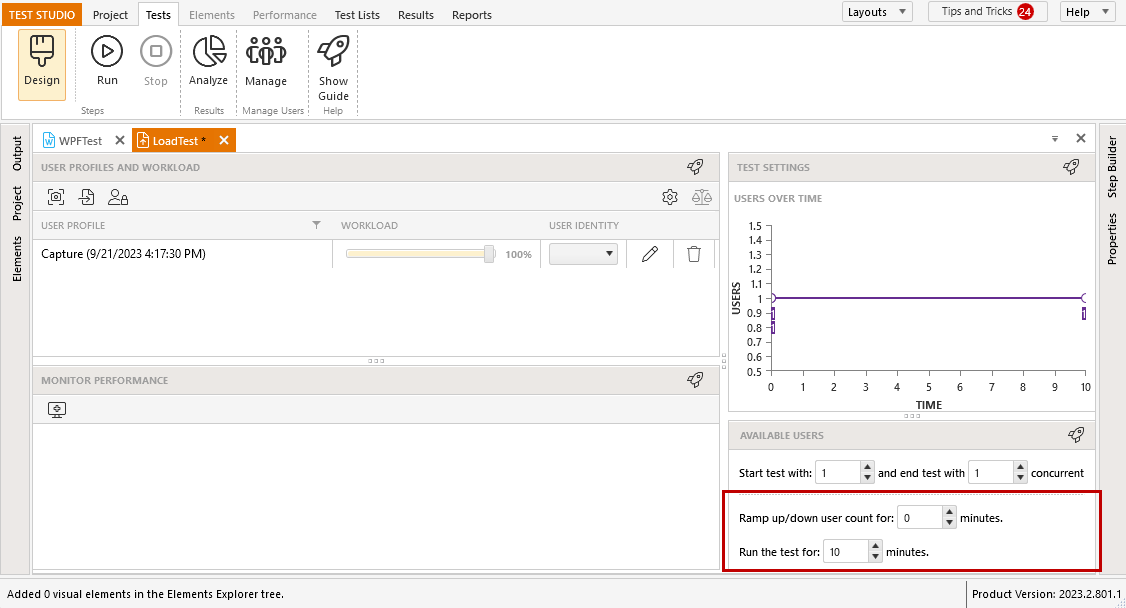 TEST STUDIO Project Tests Elements Performance Test Lists Results Reports Layouts Tips and Tricks 24 Help
Design Run Stop Analyze Manage Show Guide
Steps Results Manage Users Help
Output
Project
Elements
WPFTest LoadTest *
USER PROFILES AND WORKLOAD
USER PROFILE WORKLOAD USER IDENTITY
Capture (9/21/2023 4:17:30 PM) 100%
MONITOR PERFORMANCE
TEST SETTINGS
USERS OVER TIME
USERS
1.5
1.4
1.3
1.2
1.1
1
0.9
0.8
0.7
0.6
0.5
1 1
1
0 1 2 3 4 5 6 7 8 9 10
TIME
AVAILABLE USERS
Start test with: 1 and end test with 1 concurrent
Ramp up/down user count for: 0 minutes.
Run the test for: 10 minutes.
Step Builder
Properties
Added 0 visual elements in the Elements Explorer tree. Product Version: 2023.2.801.1